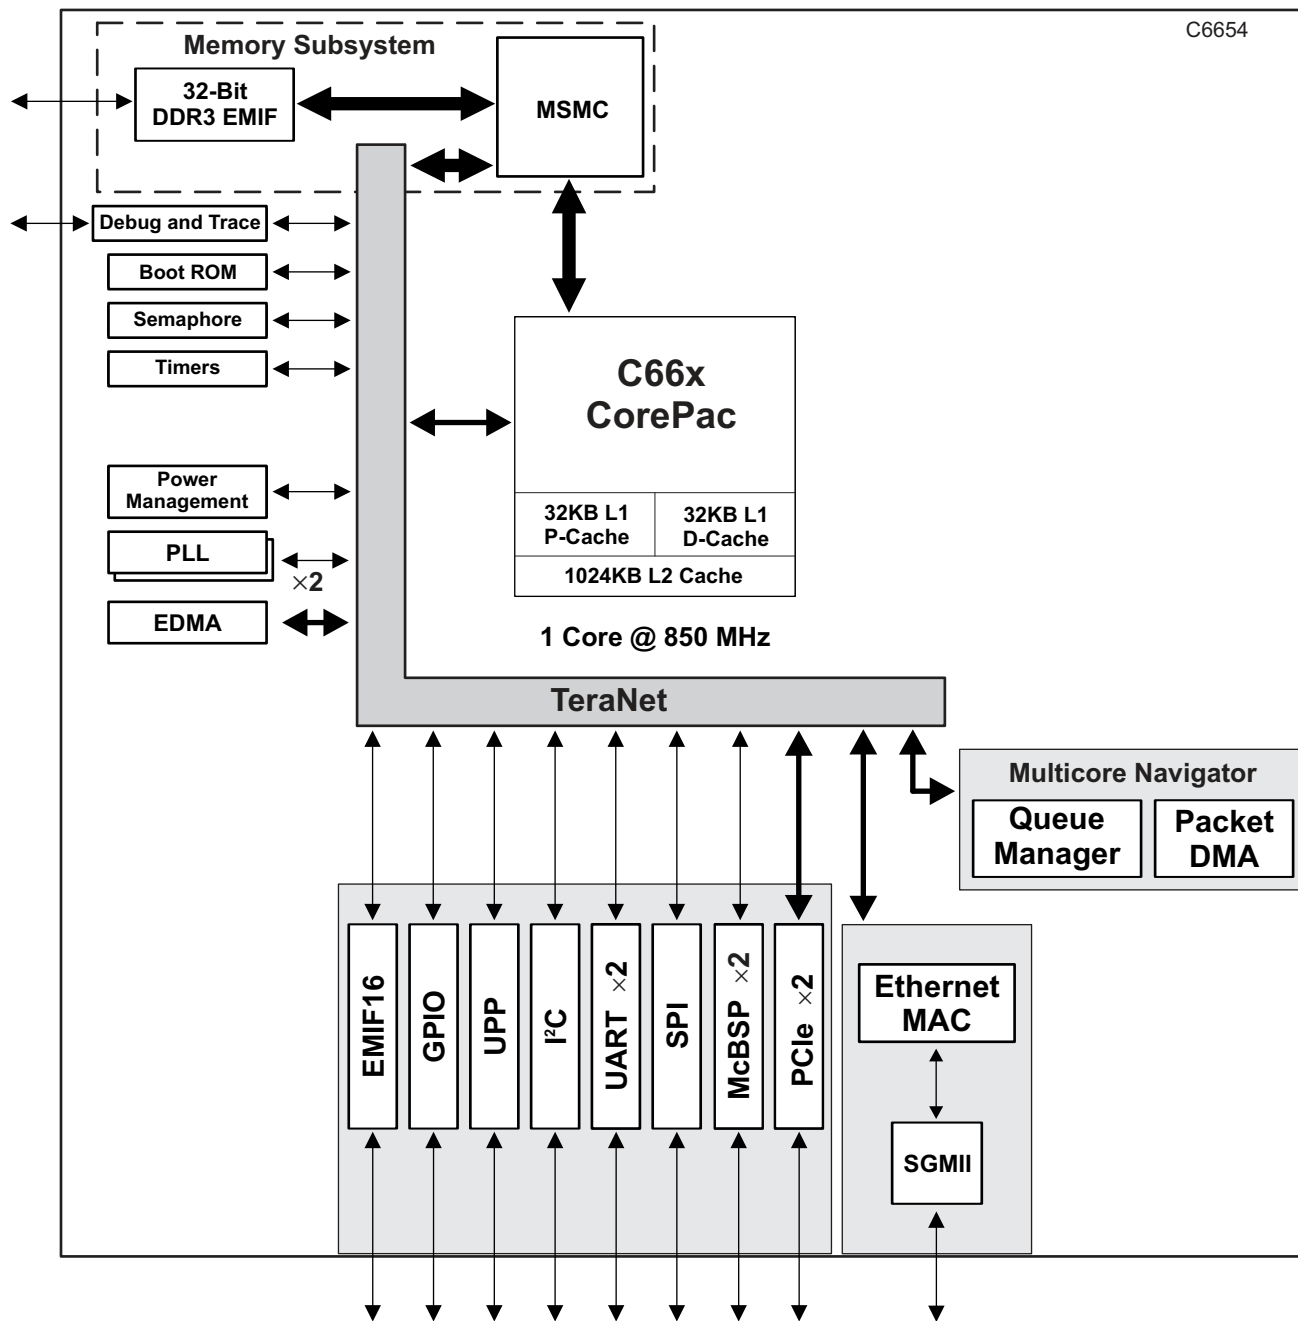 C6654
Memory Subsystem
32-Bit
DDR3 EMIF
MSMC
Debug and Trace
Boot ROM
Semaphore
Timers
C66x
CorePac
Power
Management
32KB L1
P-Cache
32KB L1
D-Cache
PLL
×2
1024KB L2 Cache
EDMA
1 Core @ 850 MHz
TeraNet
Multicore Navigator
Queue
Manager
Packet
DMA
EMIF16
GPIO
UPP
I²C
UART ×2
SPI
McBSP ×2
PCIe ×2
Ethernet
MAC
SGMII